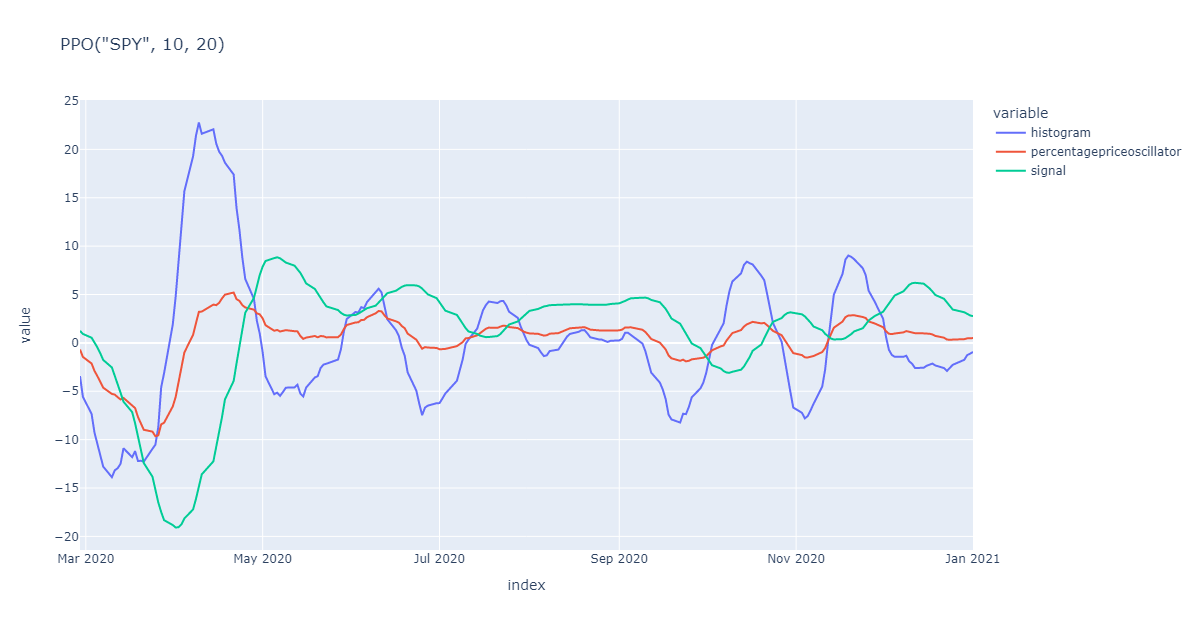 PPO("SPY", 10, 20)
25
20
15
10
5
0
−5
−10
−15
−20
value
Mar 2020
May 2020
Jul 2020
Sep 2020
Nov 2020
Jan 2021
index
variable
histogram
percentagepriceoscillator
signal